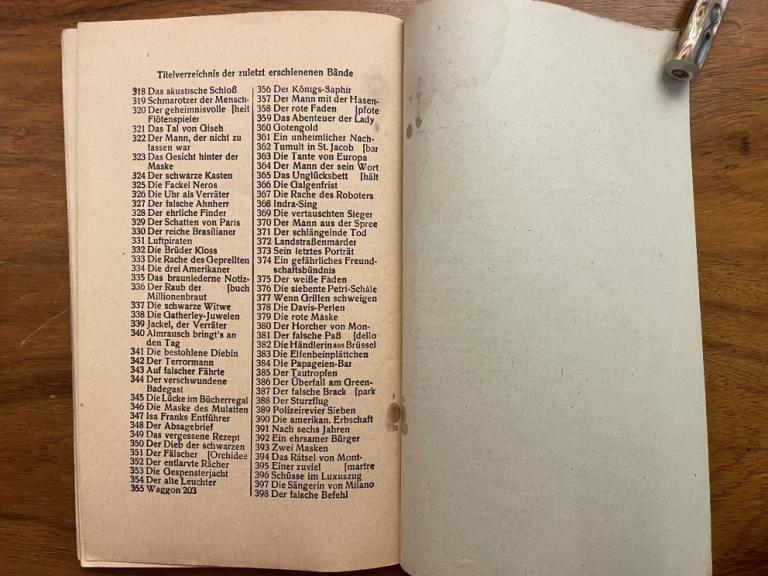 Titelverzeichnis der zuletzt erschienenen Bände
318 Das akustische Schloß
319 Schmarotzer der Mensch-
320 Der geheimnisvolle [heit
Flötenspieler
321 Das Tal von Giseh
322 Der Mann, der nicht zu
fassen war
323 Das Gesicht hinter der
Maske
324 Der schwarze Kasten
325 Die Fackel Neros
326 Die Uhr als Verräter
327 Der falsche Ahnherr
328 Der ehrliche Finder
329 Der Schatten von Paris
330 Der reiche Brasilianer
331 Luftpiraten
332 Die Brüder Kloss
333 Die Rache des Geprellten
334 Die drei Amerikaner
335 Das braunlederne Notiz-
336 Der Raub der [buch
Millionenbraut
337 Die schwarze Witwe
338 Die Gatherley-Juwelen
339 Jackel, der Verräter
340 Almrausch bringt's an
den Tag
341 Die bestohlene Diebin
342 Der Terrormann
343 Auf falscher Fährte
344 Der verschwundene
Badegast
345 Die Lücke im Bücherregal
346 Die Maske des Mulatten
347 Isa Franks Entführer
348 Der Absagebrief
349 Das vergessene Rezept
350 Der Dieb der schwarzen
351 Der Fälscher [Orchidee
352 Der entlarvte Rächer
353 Die Gespensterjacht
354 Der alte Leuchter
355 Waggon 203
356 Der Königs-Saphir
357 Der Mann mit der Hasen-
358 Der rote Faden [pfote
359 Das Abenteuer der Lady
360 Gotengold
361 Ein unheimlicher Nach-
362 Tumult in St. Jacob [bar
363 Die Tante von Europa
364 Der Mann der sein Wort
365 Das Unglücksbett [hält
366 Die Galgenfrist
367 Die Rache des Roboters
368 Indra-Sing
369 Die vertauschten Sieger
370 Der Mann aus der Spree
371 Der schlängelnde Tod
372 Landstraßenmarder
373 Sein letztes Porträt
374 Ein gefährliches Freund-
schaftsbündnis
375 Der weiße Faden
376 Die siebente Petri-Schale
377 Wenn Grillen schweigen
378 Die Davis-Perlen
379 Die rote Maske
380 Der Horcher von Mon-
381 Der falsche Paß [dello
382 Die Händlerin aus Brüssel
383 Die Elfenbeinplättchen
384 Die Papageien-Bar
385 Der Tautropfen
386 Der Überfall am Green-
387 Der falsche Brack [park
388 Der Sturzflug
389 Polizeirevier Sieben
390 Die amerikan. Erbschaft
391 Nach sechs Jahren
392 Ein ehrsamer Bürger
393 Zwei Masken
394 Das Rätsel von Mont-
395 Einer zuviel [martre
396 Schüsse im Luxuszug
397 Die Sängerin von Milano
398 Der falsche Befehl